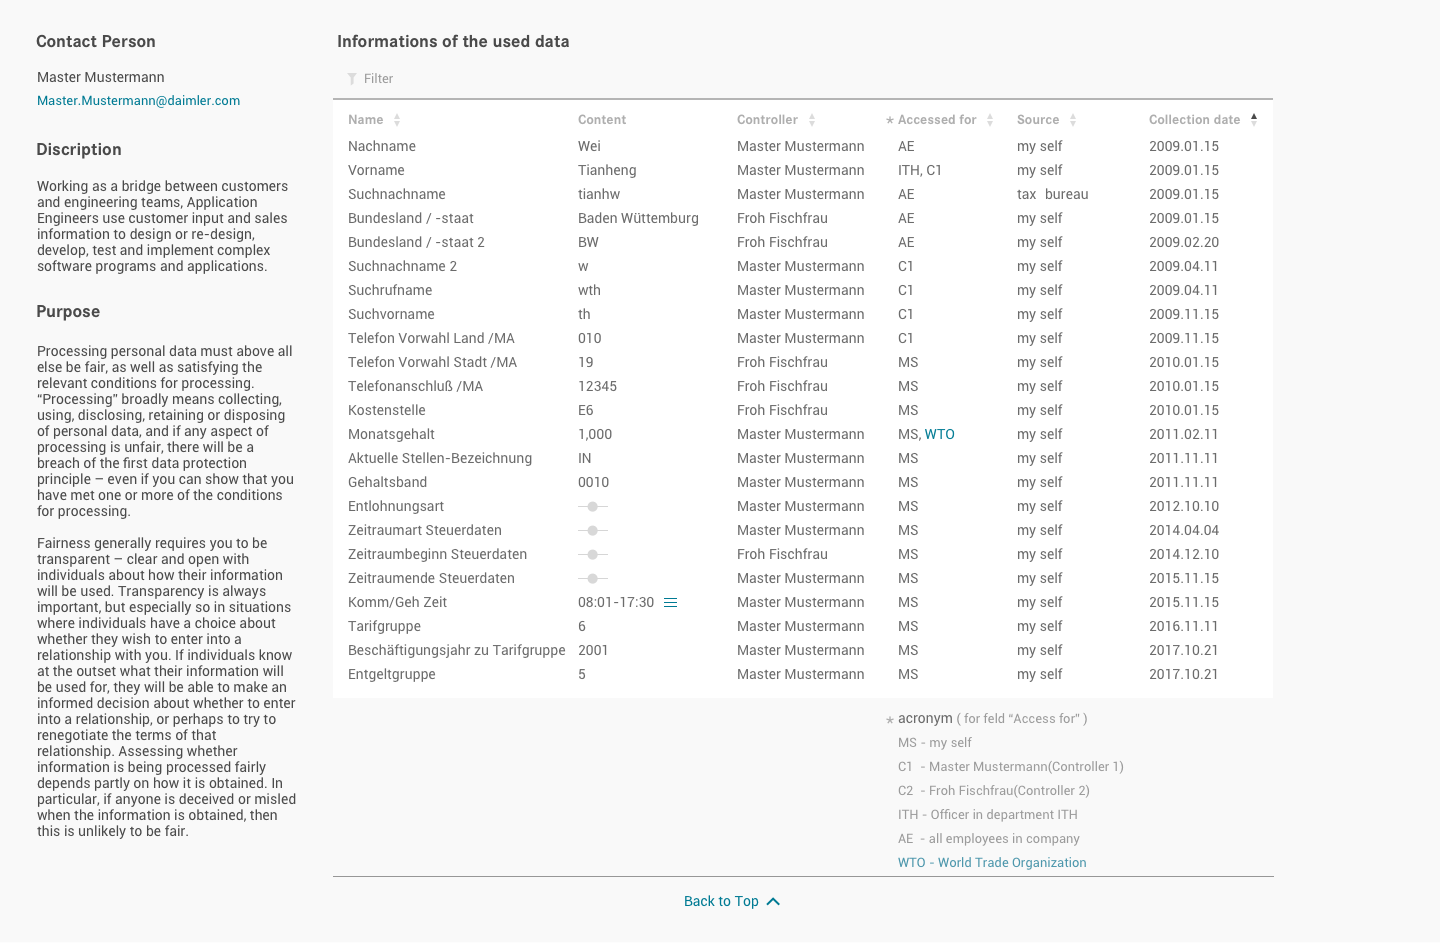 Contact Person
Master Mustermann
Master.Mustermann@daimler.com
Discription
Working as a bridge between customers
and engineering teams, Application
Engineers use customer input and sales
information to design or re-design,
develop, test and implement complex
software programs and applications.
Purpose
Processing personal data must above all
else be fair, as well as satisfying the
relevant conditions for processing.
“Processing” broadly means collecting,
using, disclosing, retaining or disposing
of personal data, and if any aspect of
processing is unfair, there will be a
breach of the first data protection
principle – even if you can show that you
have met one or more of the conditions
for processing.
Fairness generally requires you to be
transparent – clear and open with
individuals about how their information
will be used. Transparency is always
important, but especially so in situations
where individuals have a choice about
whether they wish to enter into a
relationship with you. If individuals know
at the outset what their information will
be used for, they will be able to make an
informed decision about whether to enter
into a relationship, or perhaps to try to
renegotiate the terms of that
relationship. Assessing whether
information is being processed fairly
depends partly on how it is obtained. In
particular, if anyone is deceived or misled
when the information is obtained, then
this is unlikely to be fair.
Informations of the used data
Filter
Name Content Controller * Accessed for Source Collection date
Nachname Wei Master Mustermann AE my self 2009.01.15
Vorname Tianheng Master Mustermann ITH, C1 my self 2009.01.15
Suchnachname tianhw Master Mustermann AE tax bureau 2009.01.15
Bundesland / -staat Baden Wüttemburg Froh Fischfrau AE my self 2009.01.15
Bundesland / -staat 2 BW Froh Fischfrau AE my self 2009.02.20
Suchnachname 2 w Master Mustermann C1 my self 2009.04.11
Suchrufname wth Master Mustermann C1 my self 2009.04.11
Suchvorname th Master Mustermann C1 my self 2009.11.15
Telefon Vorwahl Land /MA 010 Master Mustermann C1 my self 2009.11.15
Telefon Vorwahl Stadt /MA 19 Froh Fischfrau MS my self 2010.01.15
Telefonanschluß /MA 12345 Froh Fischfrau MS my self 2010.01.15
Kostenstelle E6 Froh Fischfrau MS my self 2010.01.15
Monatsgehalt 1,000 Master Mustermann MS, WTO my self 2011.02.11
Aktuelle Stellen-Bezeichnung IN Master Mustermann MS my self 2011.11.11
Gehaltsband 0010 Master Mustermann MS my self 2011.11.11
Entlohnungsart Master Mustermann MS my self 2012.10.10
Zeitraumart Steuerdaten Master Mustermann MS my self 2014.04.04
Zeitraumbeginn Steuerdaten Froh Fischfrau MS my self 2014.12.10
Zeitraumende Steuerdaten Master Mustermann MS my self 2015.11.15
Komm/Geh Zeit 08:01-17:30 Master Mustermann MS my self 2015.11.15
Tarifgruppe 6 Master Mustermann MS my self 2016.11.11
Beschäftigungsjahr zu Tarifgruppe 2001 Master Mustermann MS my self 2017.10.21
Entgeltgruppe 5 Master Mustermann MS my self 2017.10.21
* acronym ( for feld “Access for” )
MS - my self
C1 - Master Mustermann(Controller 1)
C2 - Froh Fischfrau(Controller 2)
ITH - Officer in department ITH
AE - all employees in company
WTO - World Trade Organization
Back to Top